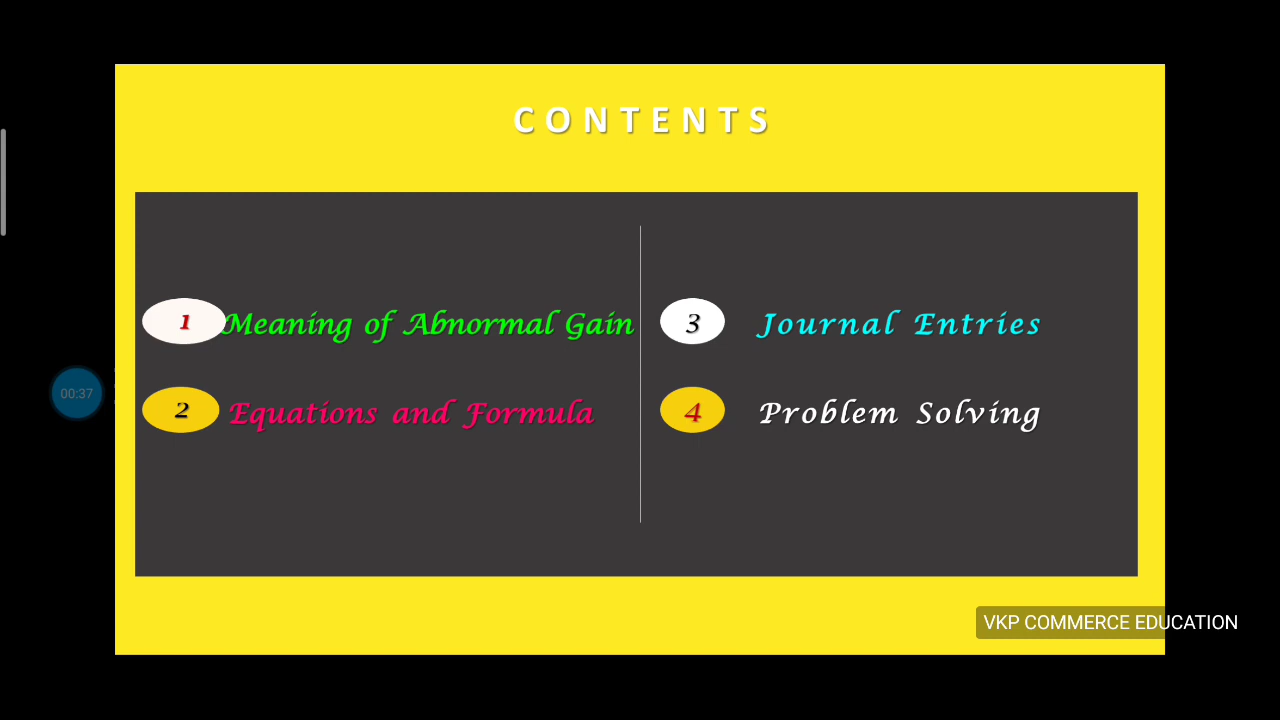 CONTENTS
1 Meaning of Abnormal Gain
2 Equations and Formula
3 Journal Entries
4 Problem Solving
00:37
VKP COMMERCE EDUCATION